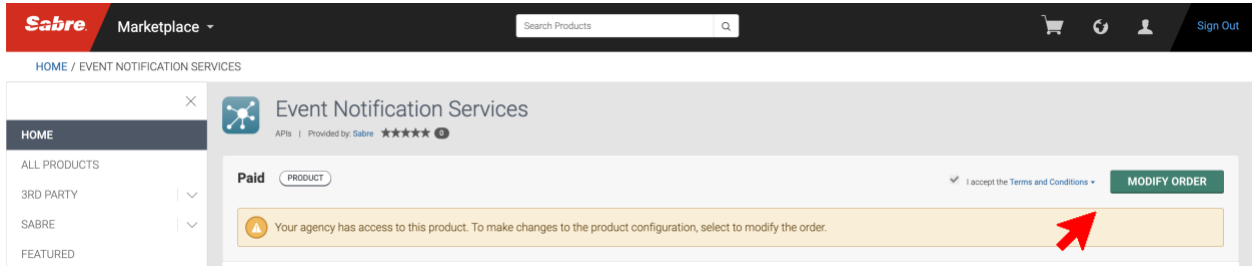 Sabre. Marketplace Search Products Sign Out
HOME / EVENT NOTIFICATION SERVICES
HOME
ALL PRODUCTS
3RD PARTY
SABRE
FEATURED
Event Notification Services
APIs | Provided by: Sabre ★★★★★ 0
Paid PRODUCT I accept the Terms and Conditions MODIFY ORDER
Your agency has access to this product. To make changes to the product configuration, select to modify the order.